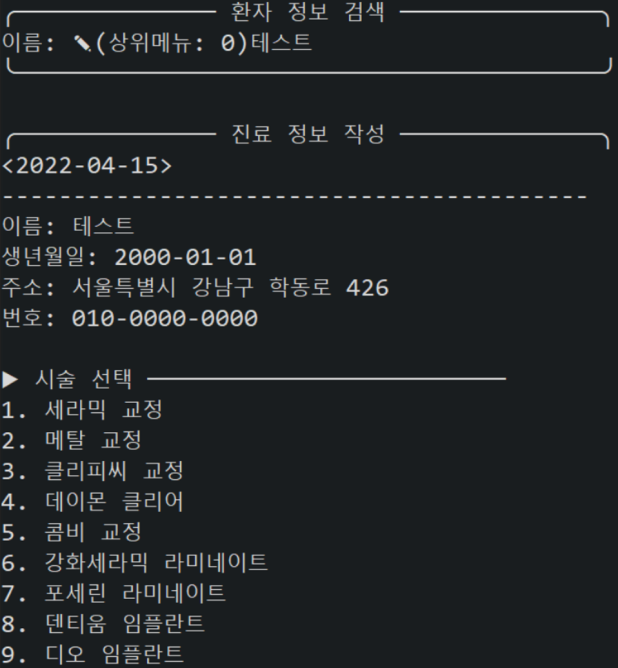 환자 정보 검색
이름: ✎(상위메뉴: 0)테스트
진료 정보 작성
<2022-04-15>
-----------------------------------------
이름: 테스트
생년월일: 2000-01-01
주소: 서울특별시 강남구 학동로 426
번호: 010-0000-0000
▶ 시술 선택
1. 세라믹 교정
2. 메탈 교정
3. 클리피씨 교정
4. 데이몬 클리어
5. 콤비 교정
6. 강화세라믹 라미네이트
7. 포세린 라미네이트
8. 덴티움 임플란트
9. 디오 임플란트